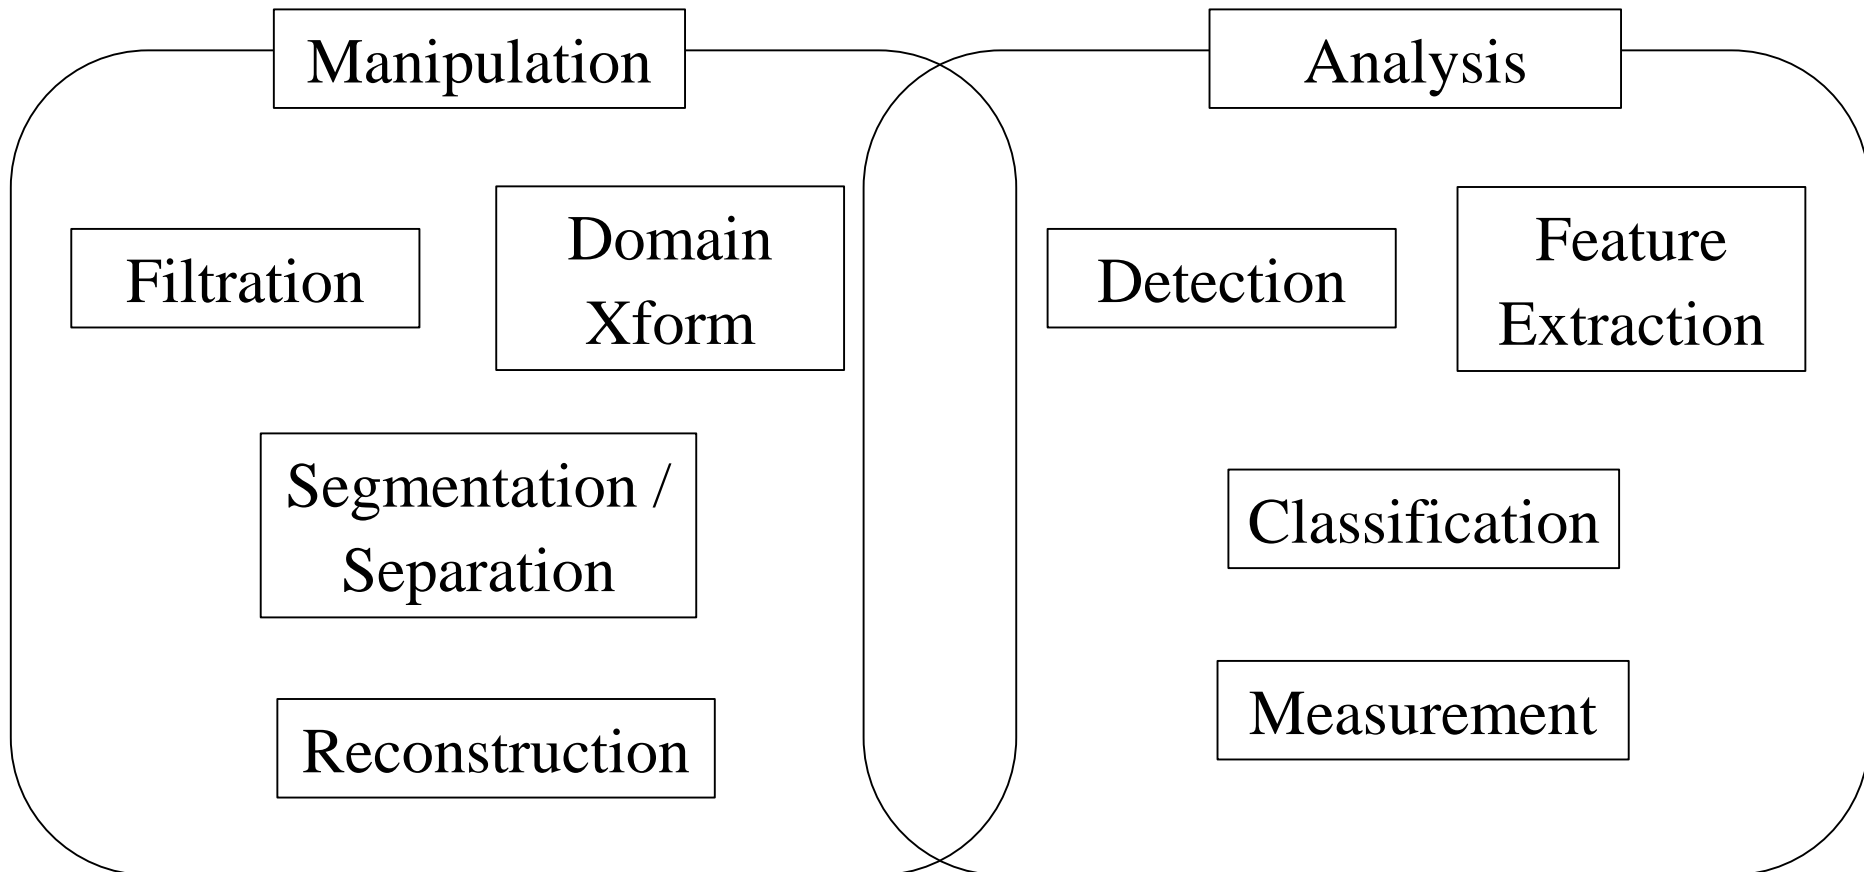 Manipulation
Analysis
Filtration
Domain
Xform
Detection
Feature
Extraction
Segmentation /
Separation
Classification
Reconstruction
Measurement